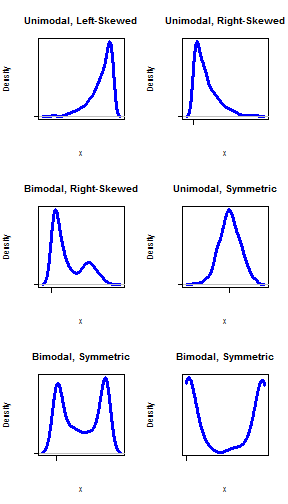 Unimodal, Left-Skewed
Unimodal, Right-Skewed
Density
Density
x
x
Bimodal, Right-Skewed
Unimodal, Symmetric
Density
Density
x
x
Bimodal, Symmetric
Bimodal, Symmetric
Density
Density
x
x